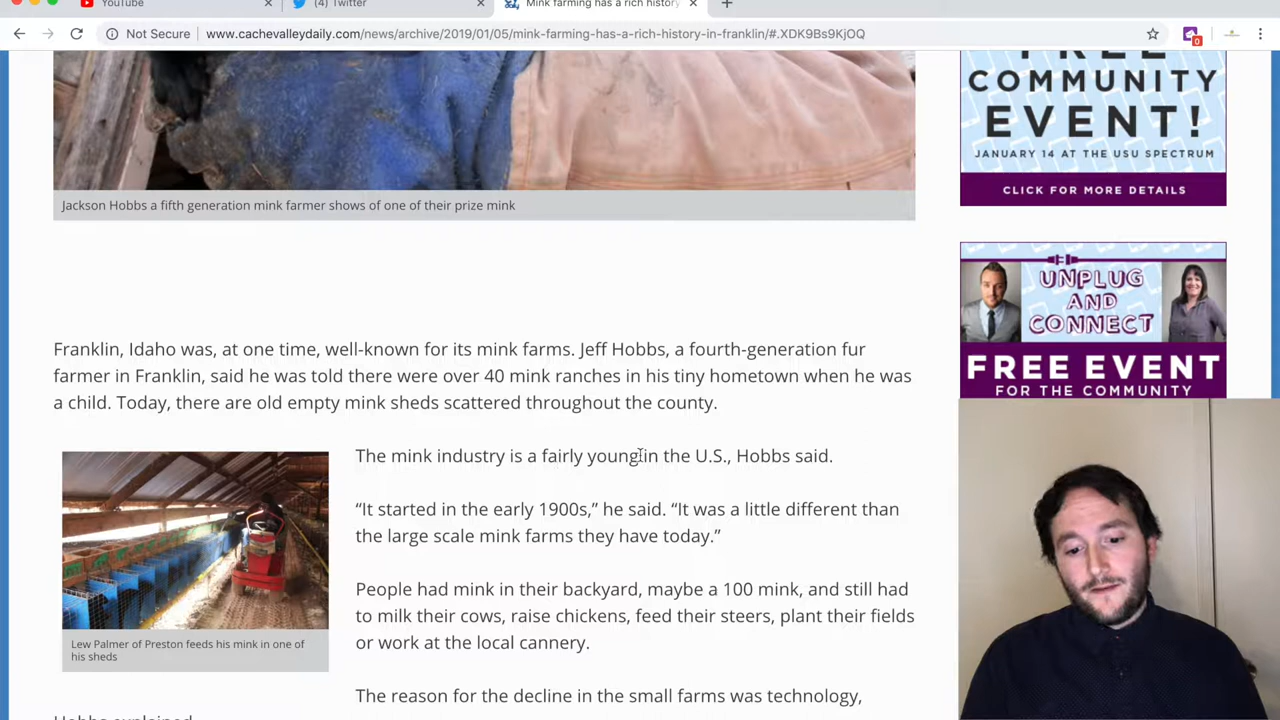 YouTube
(4) Twitter
Mink farming has a rich history
Not Secure
www.cachevalleydaily.com/news/archive/2019/01/05/mink-farming-has-a-rich-history-in-franklin/#.XDK9Bs9KjOQ
0
FREE
COMMUNITY
EVENT!
JANUARY 14 AT THE USU SPECTRUM
CLICK FOR MORE DETAILS
Jackson Hobbs a fifth generation mink farmer shows of one of their prize mink
UNPLUG
AND
CONNECT
FREE EVENT
FOR THE COMMUNITY
Franklin, Idaho was, at one time, well-known for its mink farms. Jeff Hobbs, a fourth-generation fur
farmer in Franklin, said he was told there were over 40 mink ranches in his tiny hometown when he was
a child. Today, there are old empty mink sheds scattered throughout the county.
The mink industry is a fairly young in the U.S., Hobbs said.
“It started in the early 1900s,” he said. “It was a little different than
the large scale mink farms they have today.”
People had mink in their backyard, maybe a 100 mink, and still had
to milk their cows, raise chickens, feed their steers, plant their fields
or work at the local cannery.
Lew Palmer of Preston feeds his mink in one of
his sheds
The reason for the decline in the small farms was technology,
Hobbs explained